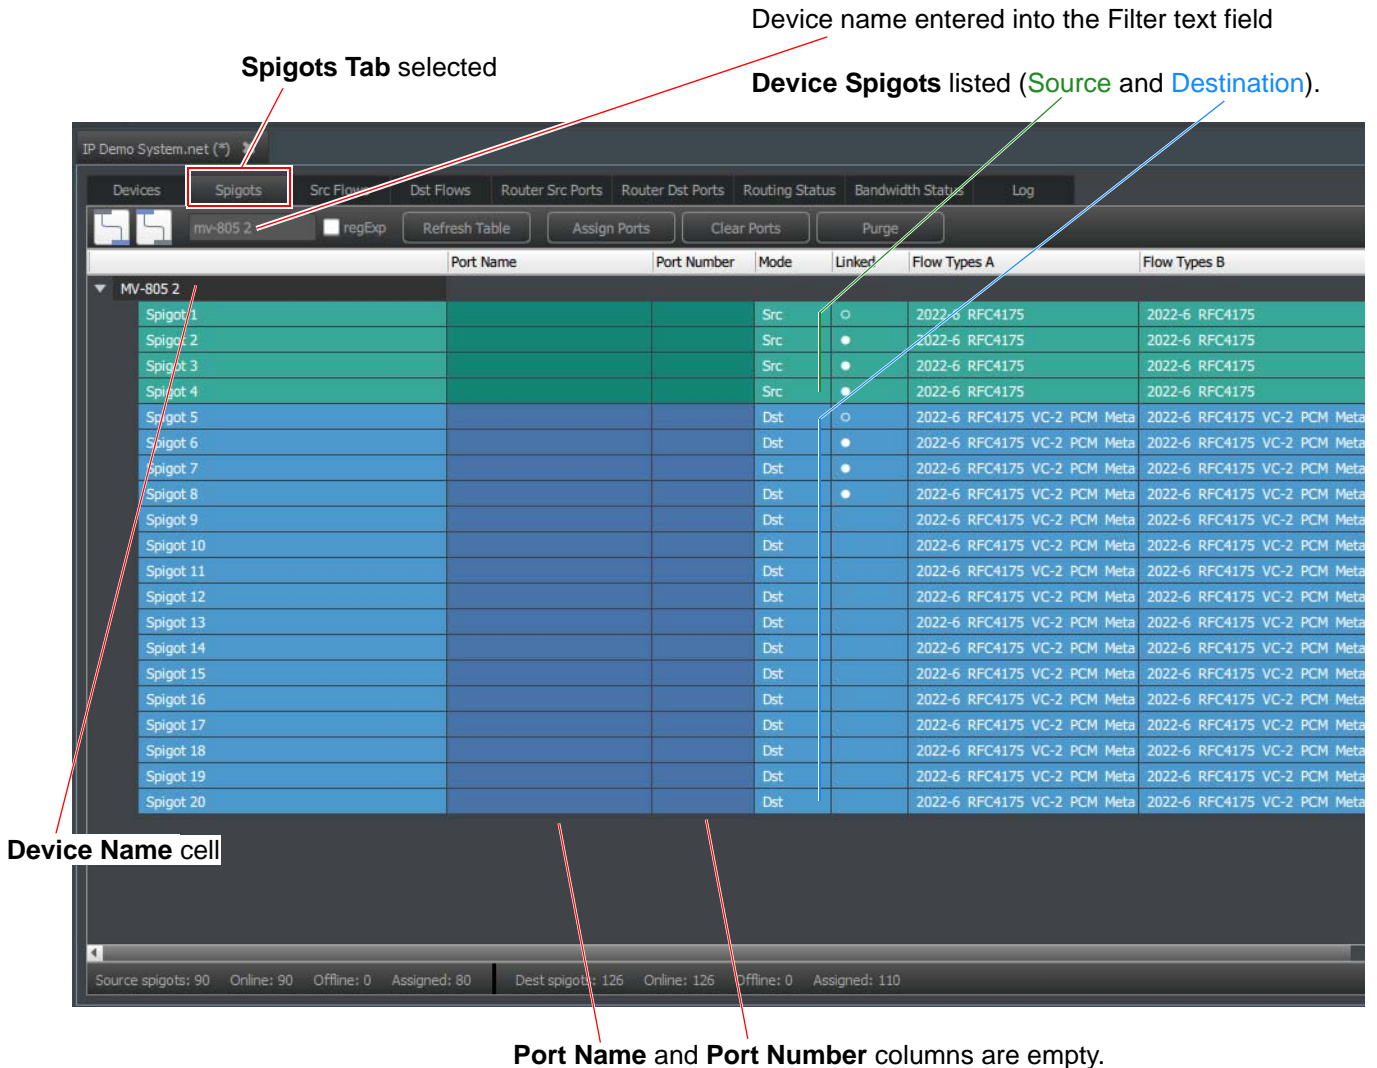 Device name entered into the Filter text field
Spigots Tab selected
Device Spigots listed (Source and Destination).
IP Demo System.net (*)
Devices Spigots Src Flows Dst Flows Router Src Ports Router Dst Ports Routing Status Bandwidth Status Log
mv-805 2 regExp Refresh Table Assign Ports Clear Ports Purge
Port Name Port Number Mode Linked Flow Types A Flow Types B
MV-805 2
Spigot 1 Src 2022-6 RFC4175 2022-6 RFC4175
Spigot 2 Src 2022-6 RFC4175 2022-6 RFC4175
Spigot 3 Src 2022-6 RFC4175 2022-6 RFC4175
Spigot 4 Src 2022-6 RFC4175 2022-6 RFC4175
Spigot 5 Dst 2022-6 RFC4175 VC-2 PCM Meta 2022-6 RFC4175 VC-2 PCM Meta
Spigot 6 Dst 2022-6 RFC4175 VC-2 PCM Meta 2022-6 RFC4175 VC-2 PCM Meta
Spigot 7 Dst 2022-6 RFC4175 VC-2 PCM Meta 2022-6 RFC4175 VC-2 PCM Meta
Spigot 8 Dst 2022-6 RFC4175 VC-2 PCM Meta 2022-6 RFC4175 VC-2 PCM Meta
Spigot 9 Dst 2022-6 RFC4175 VC-2 PCM Meta 2022-6 RFC4175 VC-2 PCM Meta
Spigot 10 Dst 2022-6 RFC4175 VC-2 PCM Meta 2022-6 RFC4175 VC-2 PCM Meta
Spigot 11 Dst 2022-6 RFC4175 VC-2 PCM Meta 2022-6 RFC4175 VC-2 PCM Meta
Spigot 12 Dst 2022-6 RFC4175 VC-2 PCM Meta 2022-6 RFC4175 VC-2 PCM Meta
Spigot 13 Dst 2022-6 RFC4175 VC-2 PCM Meta 2022-6 RFC4175 VC-2 PCM Meta
Spigot 14 Dst 2022-6 RFC4175 VC-2 PCM Meta 2022-6 RFC4175 VC-2 PCM Meta
Spigot 15 Dst 2022-6 RFC4175 VC-2 PCM Meta 2022-6 RFC4175 VC-2 PCM Meta
Spigot 16 Dst 2022-6 RFC4175 VC-2 PCM Meta 2022-6 RFC4175 VC-2 PCM Meta
Spigot 17 Dst 2022-6 RFC4175 VC-2 PCM Meta 2022-6 RFC4175 VC-2 PCM Meta
Spigot 18 Dst 2022-6 RFC4175 VC-2 PCM Meta 2022-6 RFC4175 VC-2 PCM Meta
Spigot 19 Dst 2022-6 RFC4175 VC-2 PCM Meta 2022-6 RFC4175 VC-2 PCM Meta
Spigot 20 Dst 2022-6 RFC4175 VC-2 PCM Meta 2022-6 RFC4175 VC-2 PCM Meta
Device Name cell
Source spigots: 90 Online: 90 Offline: 0 Assigned: 80 Dest spigots: 126 Online: 126 Offline: 0 Assigned: 110
Port Name and Port Number columns are empty.